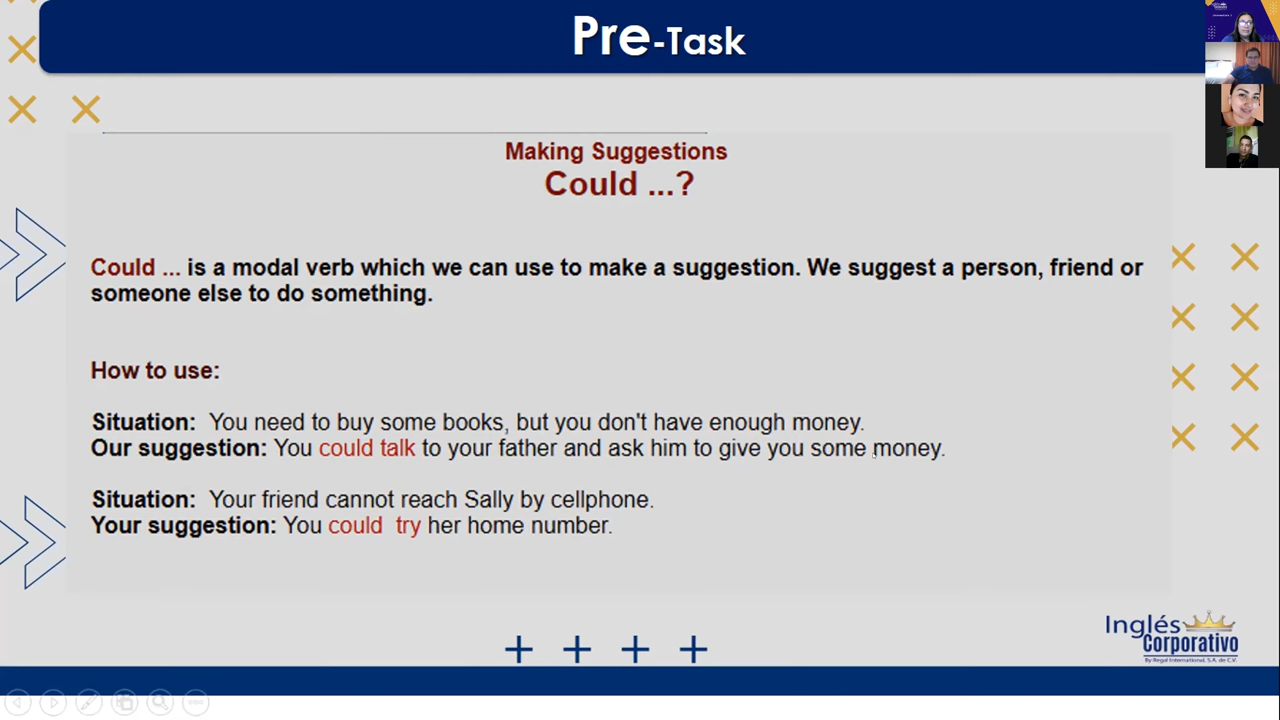 Pre-Task
Making Suggestions
Could ...?
Could ... is a modal verb which we can use to make a suggestion. We suggest a person, friend or
someone else to do something.
How to use:
Situation: You need to buy some books, but you don't have enough money.
Our suggestion: You could talk to your father and ask him to give you some money.
Situation: Your friend cannot reach Sally by cellphone.
Your suggestion: You could try her home number.
Inglés
Corporativo
By Regal International, S.A. de C.V.